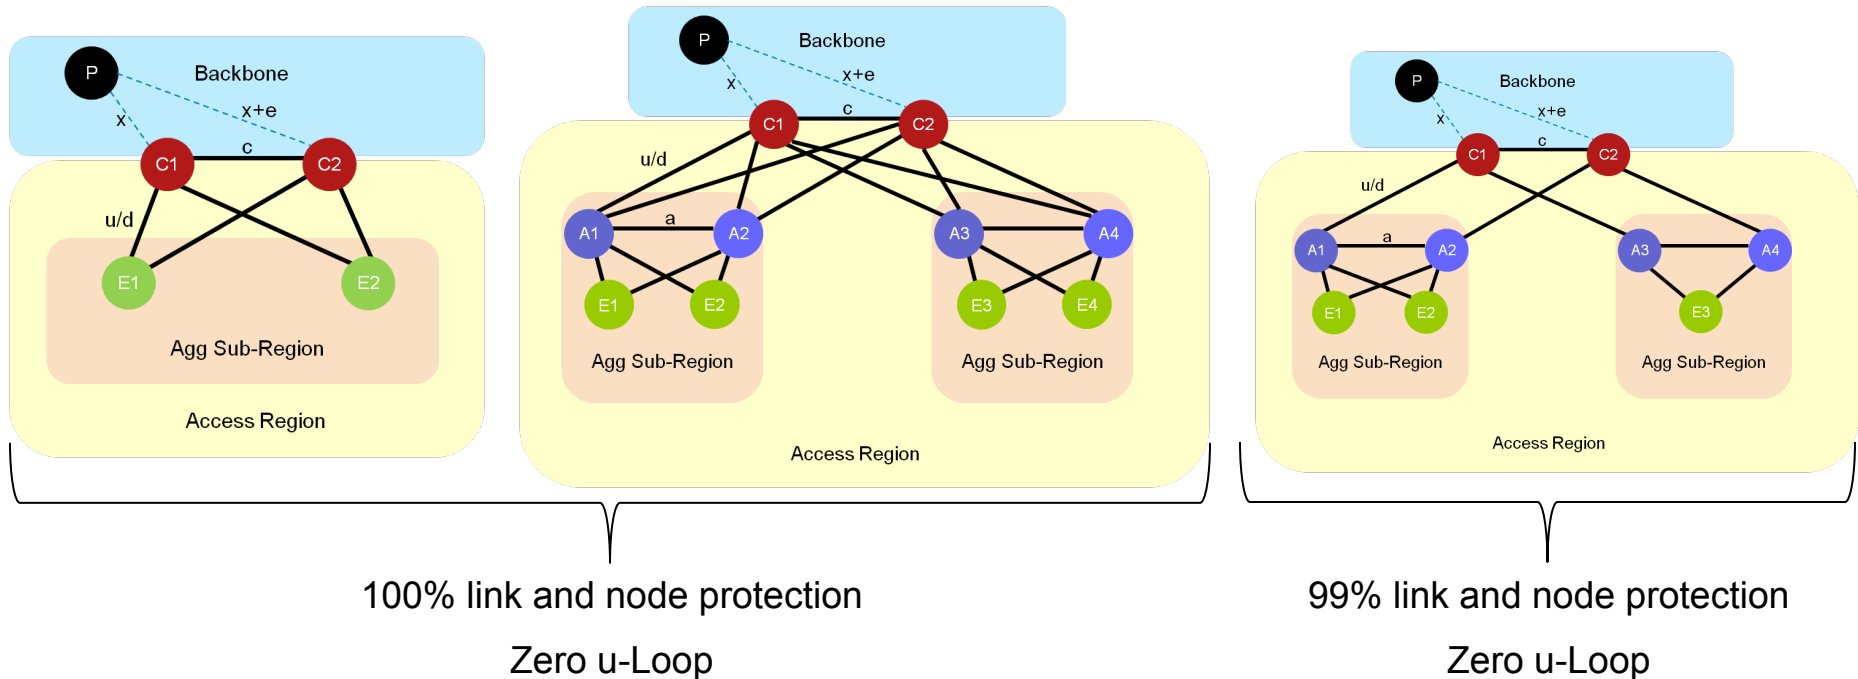 P
Backbone
x
x+e
C1
c
C2
u/d
E1
E2
Agg Sub-Region
Access Region
P
Backbone
x
x+e
C1
c
C2
u/d
A1
a
A2
A3
A4
E1
E2
E3
E4
Agg Sub-Region
Agg Sub-Region
Access Region
P
Backbone
x
x+e
C1
c
C2
u/d
A1
a
A2
A3
A4
E1
E2
E3
Agg Sub-Region
Agg Sub-Region
Access Region
100% link and node protection
Zero u-Loop
99% link and node protection
Zero u-Loop